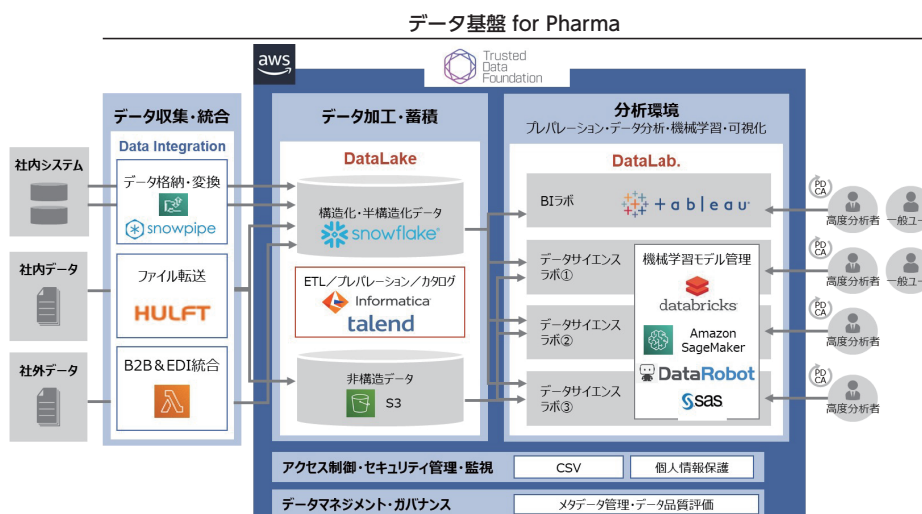 データ基盤 for Pharma
aws
Trusted
Data
Foundation
データ収集・統合
Data Integration
データ格納・変換
snowpipe
ファイル転送
HULFT
B2B&EDI統合
社内システム
社内データ
社外データ
データ加工・蓄積
DataLake
構造化・半構造化データ
snowflake®
ETL/プレパレーション/カタログ
Informatica
talend
非構造データ
S3
分析環境
プレパレーション・データ分析・機械学習・可視化
DataLab.
BIラボ
+ableau
データサイエンス
ラボ①
データサイエンス
ラボ②
データサイエンス
ラボ③
機械学習モデル管理
databricks
Amazon
SageMaker
DataRobot
sas
PD
CA
高度分析者
一般ユー
PD
CA
高度分析者
一般ユー
PD
CA
高度分析者
PD
CA
高度分析者
アクセス制御・セキュリティ管理・監視
CSV
個人情報保護
データマネジメント・ガバナンス
メタデータ管理・データ品質評価